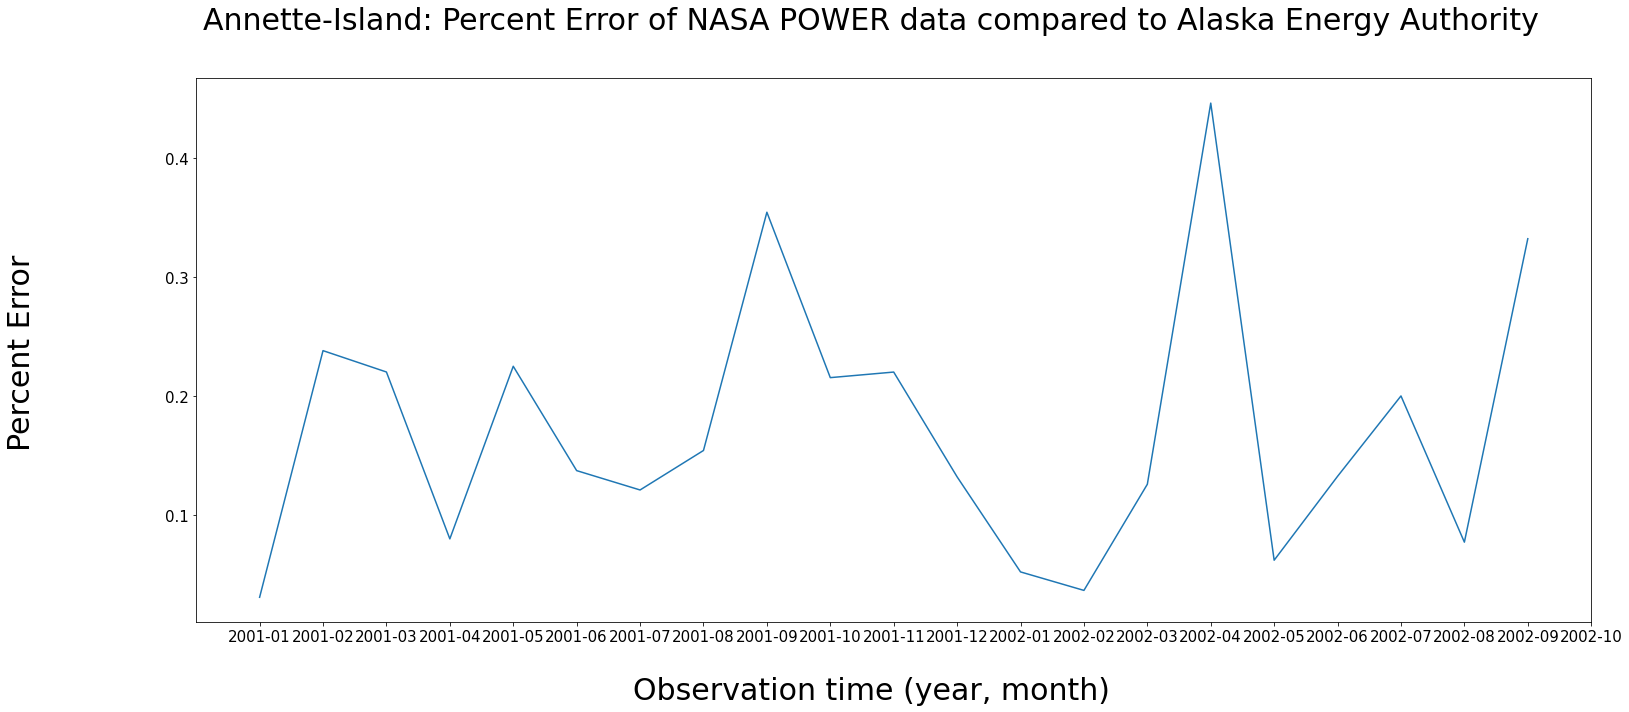 Annette-Island: Percent Error of NASA POWER data compared to Alaska Energy Authority
Percent Error
0.4
0.3
0.2
0.1
2001-01 2001-02 2001-03 2001-04 2001-05 2001-06 2001-07 2001-08 2001-09 2001-10 2001-11 2001-12 2002-01 2002-02 2002-03 2002-04 2002-05 2002-06 2002-07 2002-08 2002-09 2002-10
Observation time (year, month)